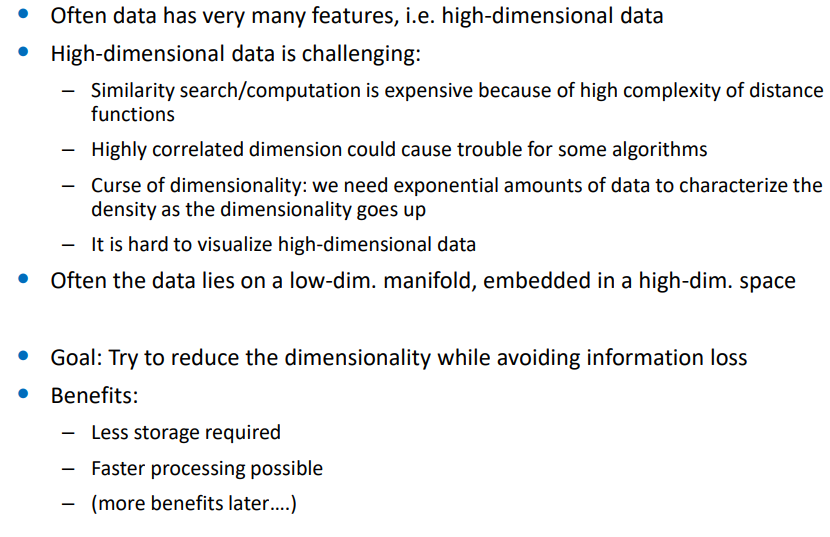 • Often data has very many features, i.e. high-dimensional data
• High-dimensional data is challenging:
– Similarity search/computation is expensive because of high complexity of distance
functions
– Highly correlated dimension could cause trouble for some algorithms
– Curse of dimensionality: we need exponential amounts of data to characterize the
density as the dimensionality goes up
– It is hard to visualize high-dimensional data
• Often the data lies on a low-dim. manifold, embedded in a high-dim. space
• Goal: Try to reduce the dimensionality while avoiding information loss
• Benefits:
– Less storage required
– Faster processing possible
– (more benefits later....)